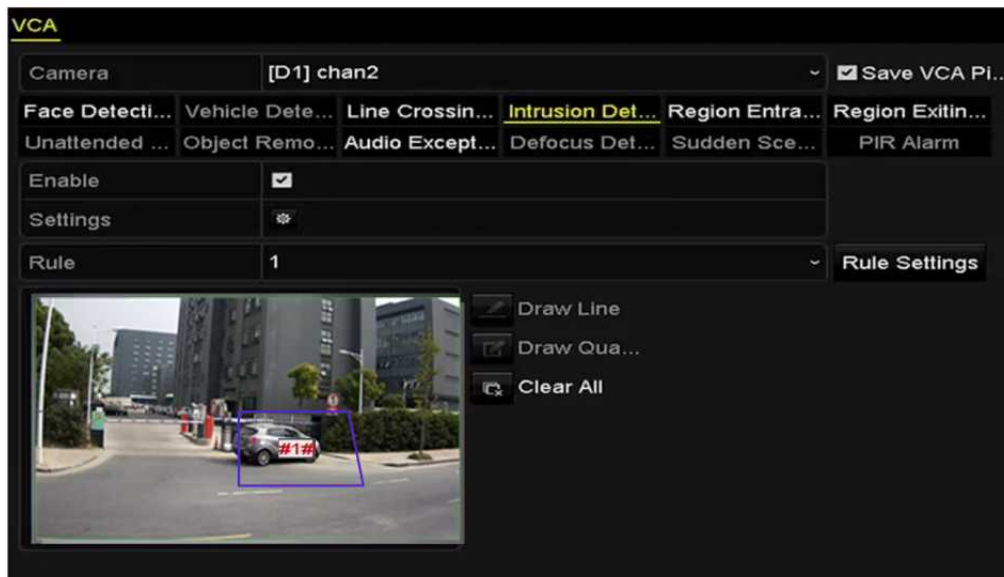 VCA
Camera [D1] chan2 Save VCA Pi...
Face Detecti... Vehicle Dete... Line Crossin... Intrusion Det... Region Entra... Region Exitin...
Unattended ... Object Remo... Audio Except... Defocus Det... Sudden Sce... PIR Alarm
Enable
Settings
Rule 1 Rule Settings
Draw Line
Draw Qua...
Clear All
#1#